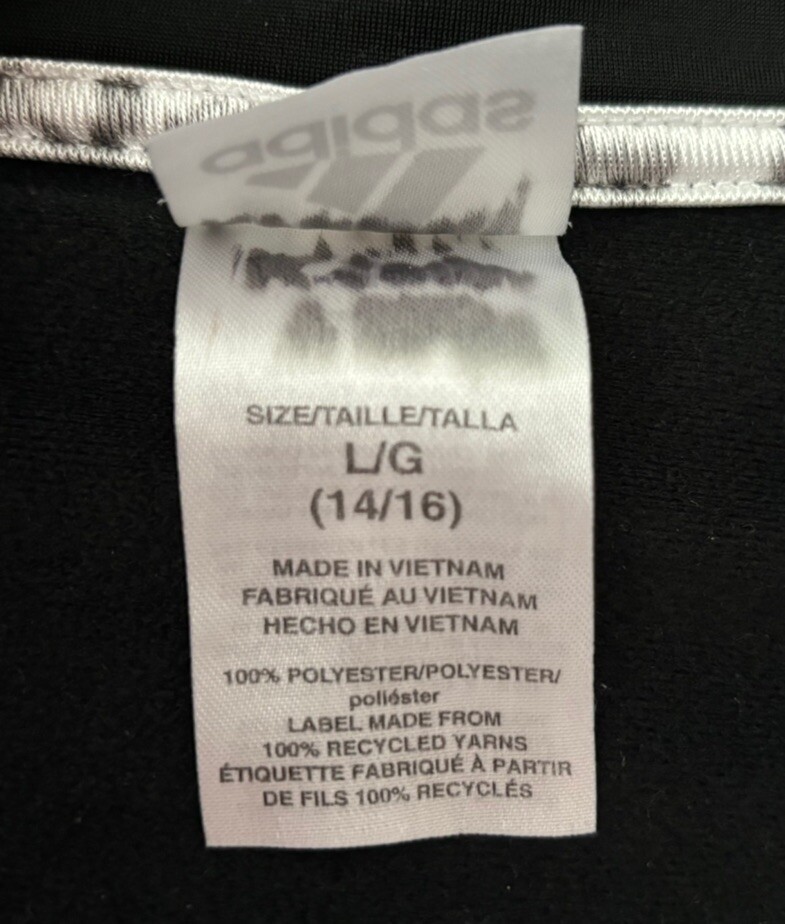 adidas
SIZE/TAILLE/TALLA
L/G
(14/16)
MADE IN VIETNAM
FABRIQUÉ AU VIETNAM
HECHO EN VIETNAM
100% POLYESTER/POLYESTER/
poliéster
LABEL MADE FROM
100% RECYCLED YARNS
ÉTIQUETTE FABRIQUÉ À PARTIR
DE FILS 100% RECYCLÉS